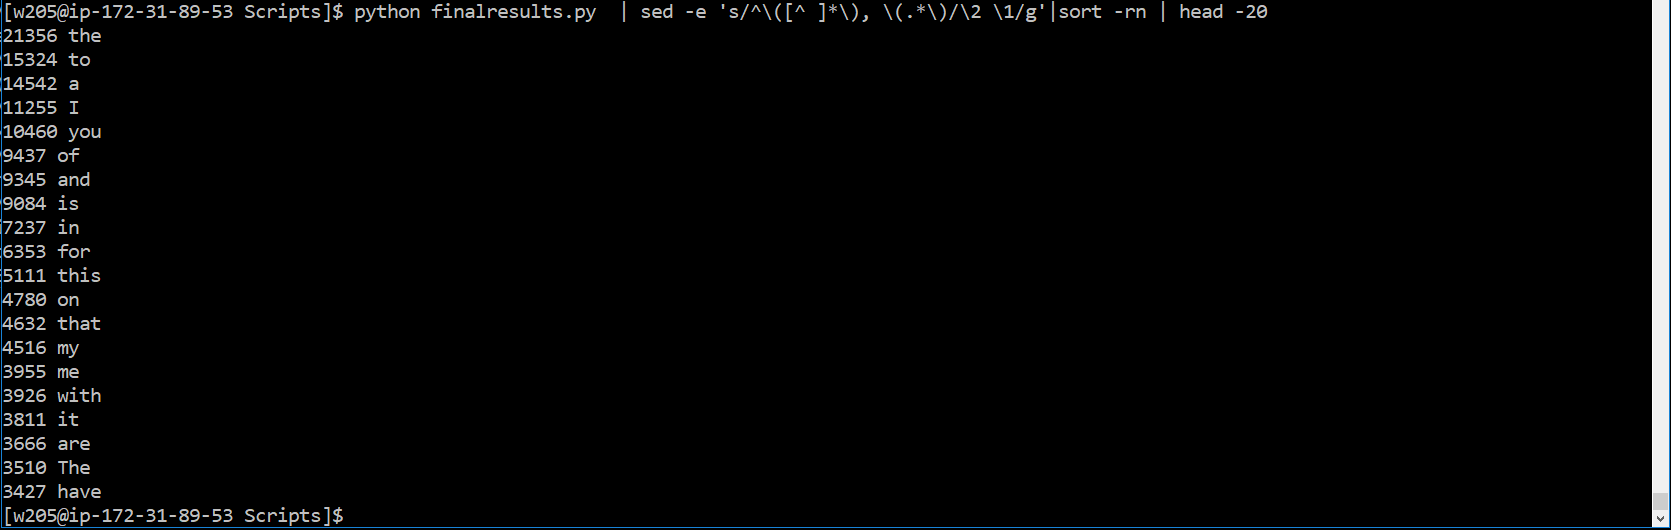 [w205@ip-172-31-89-53 Scripts]$ python finalresults.py  | sed -e 's/^\([^ ]*\), \(.*\)/\2 \1/g'|sort -rn | head -20
21356 the
15324 to
14542 a
11255 I
10460 you
9437 of
9345 and
9084 is
7237 in
6353 for
5111 this
4780 on
4632 that
4516 my
3955 me
3926 with
3811 it
3666 are
3510 The
3427 have
[w205@ip-172-31-89-53 Scripts]$